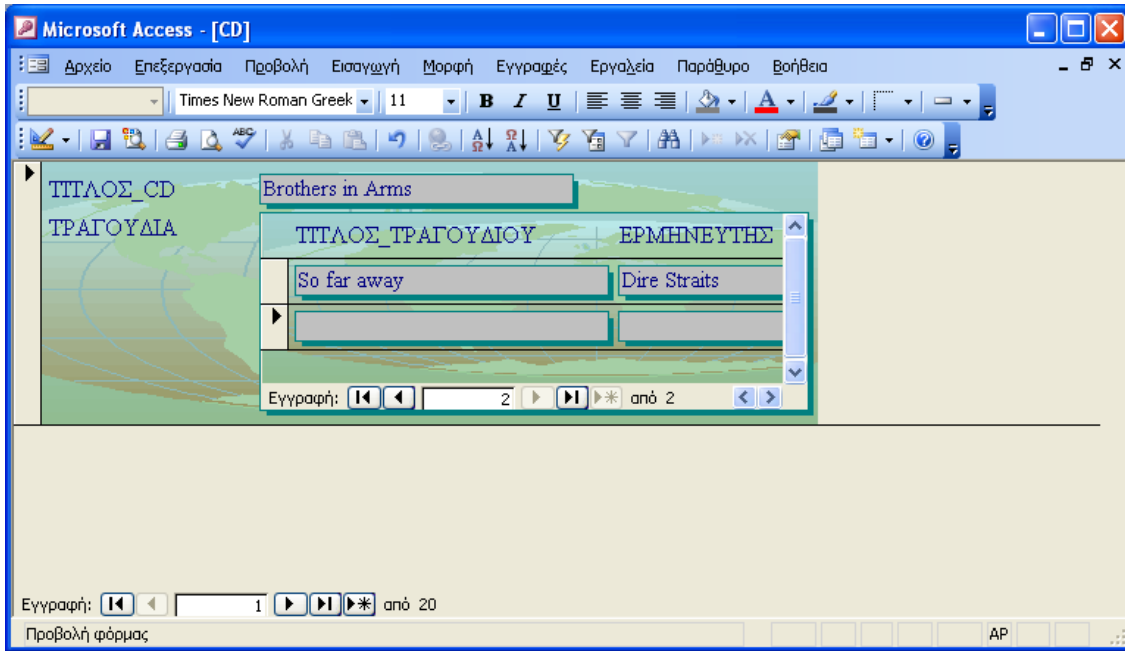 Microsoft Access - [CD]
Αρχείο Επεξεργασία Προβολή Εισαγωγή Μορφή Εγγραφές Εργαλεία Παράθυρο Βοήθεια
Times New Roman Greek 11 B I U A
ΤΙΤΛΟΣ_CD Brothers in Arms
ΤΡΑΓΟΥΔΙΑ
ΤΙΤΛΟΣ_ΤΡΑΓΟΥΔΙΟΥ ΕΡΜΗΝΕΥΤΗΣ
So far away Dire Straits
Εγγραφή: 2 από 2
Εγγραφή: 1 από 20
Προβολή φόρμας AP